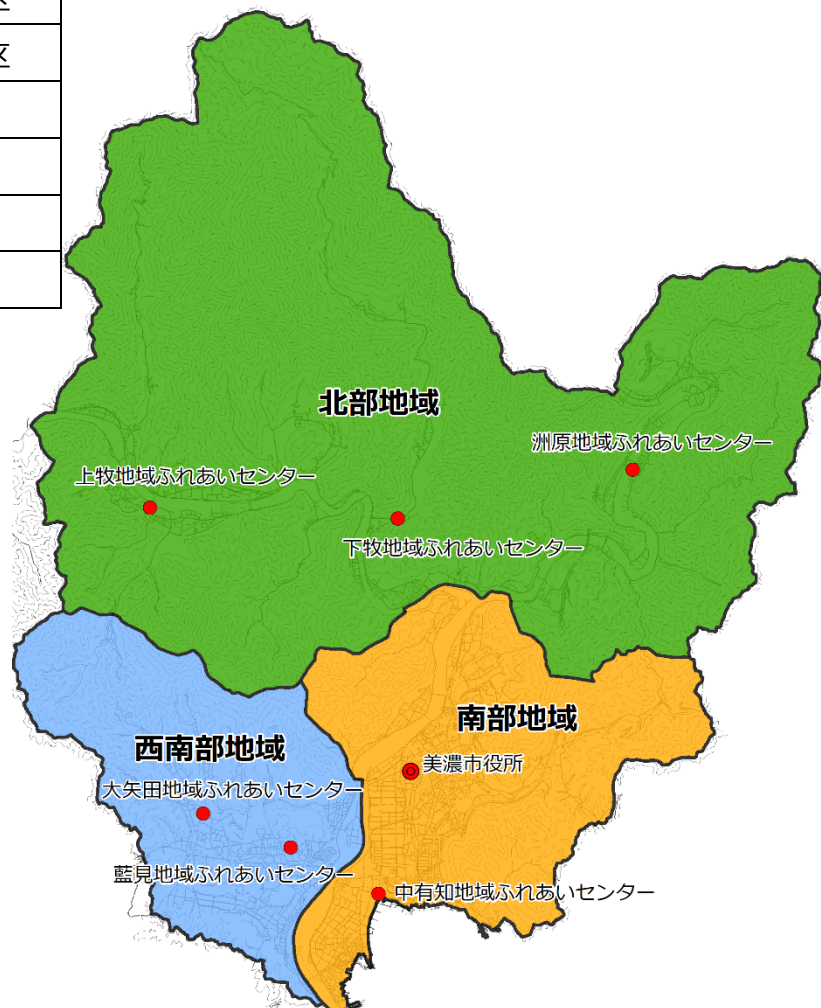 区
北部地域
洲原地域ふれあいセンター
上牧地域ふれあいセンター
下牧地域ふれあいセンター
南部地域
西南部地域
美濃市役所
大矢田地域ふれあいセンター
藍見地域ふれあいセンター
中有知地域ふれあいセンター